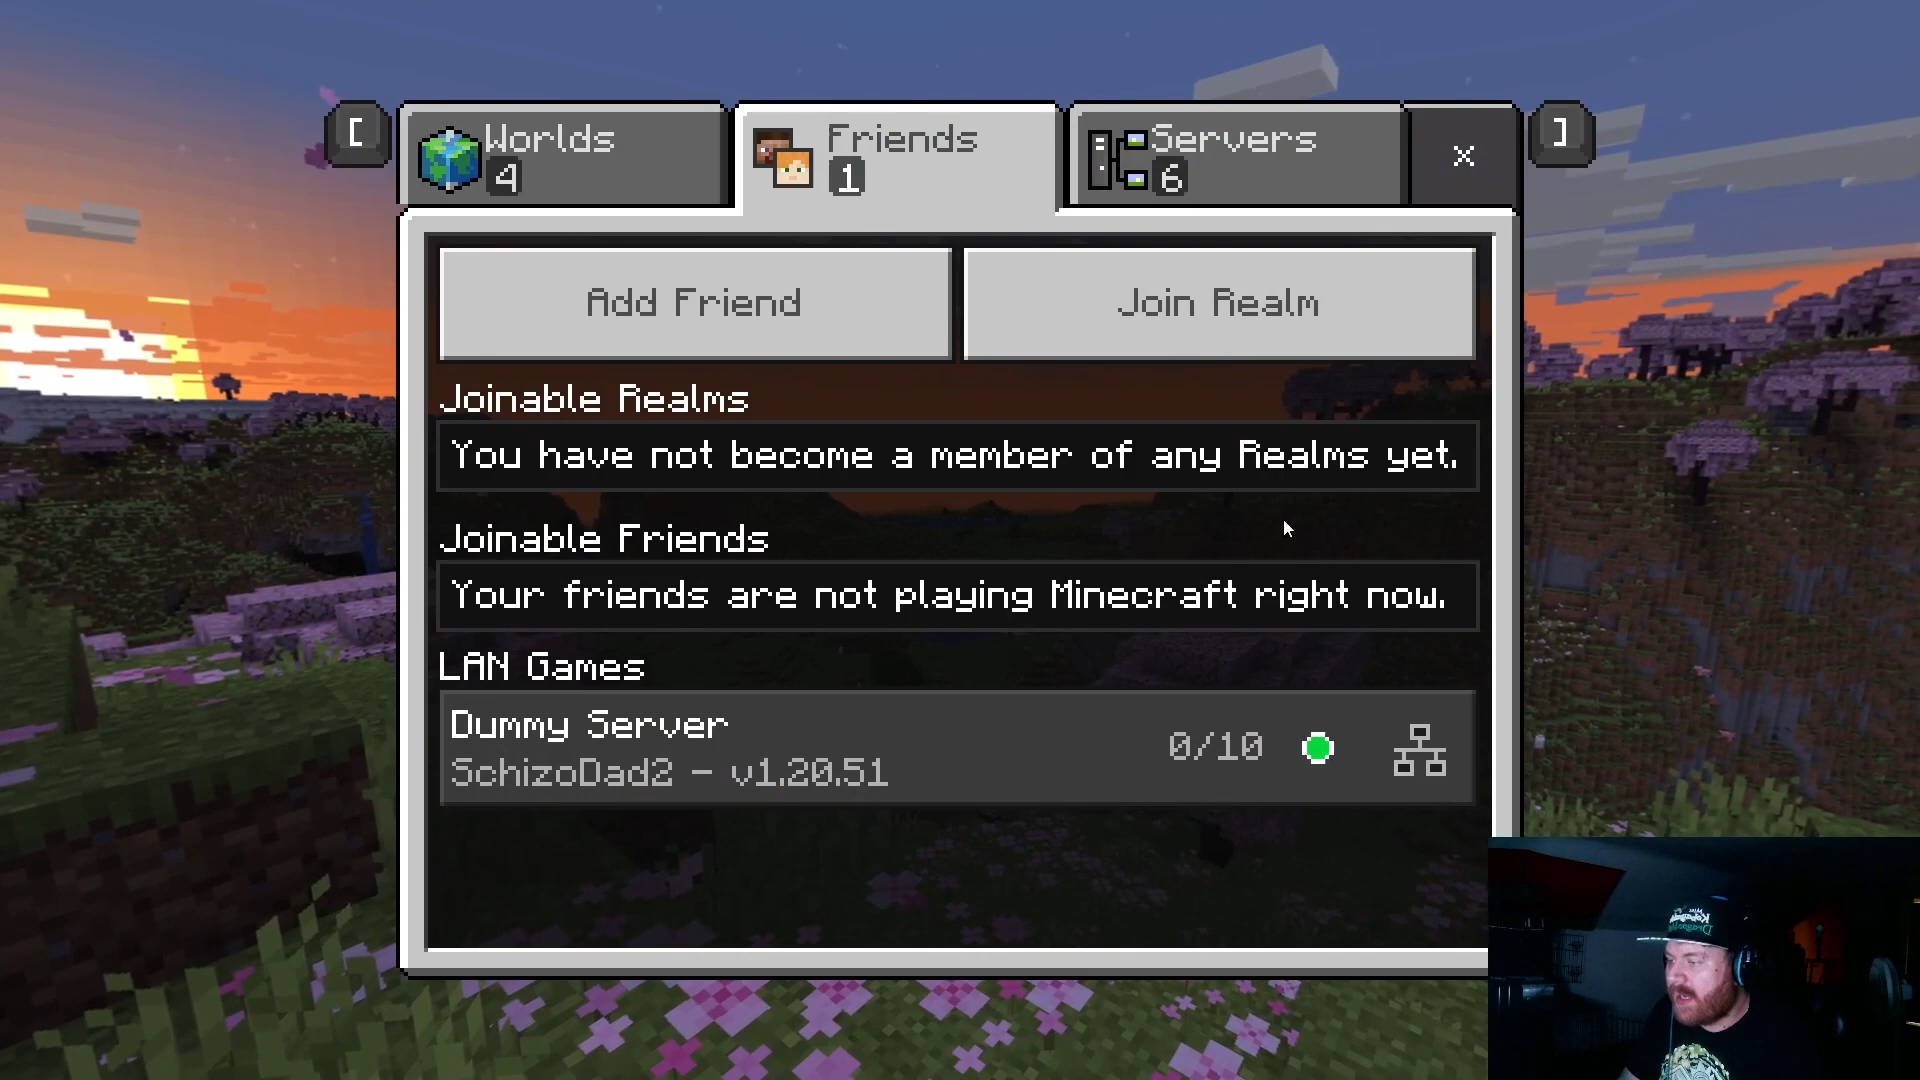 [
Worlds
4
Friends
1
Servers
6
x
]
Add Friend
Join Realm
Joinable Realms
You have not become a member of any Realms yet.
Joinable Friends
Your friends are not playing Minecraft right now.
LAN Games
Dummy Server
0/10
SchizoDad2 - v1.20.51